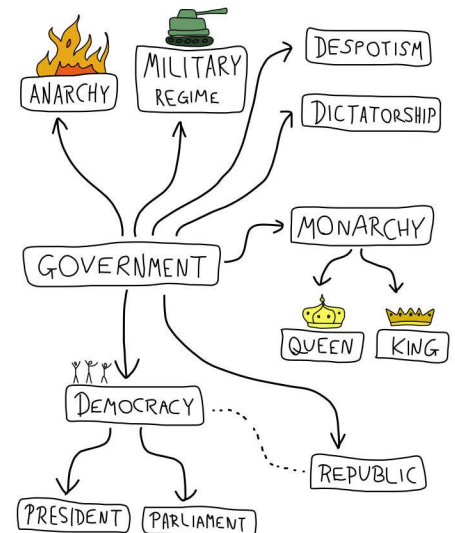 ANARCHY
MILITARY
REGIME
DESPOTISM
DICTATORSHIP
MONARCHY
GOVERNMENT
QUEEN
KING
DEMOCRACY
REPUBLIC
PRESIDENT
PARLIAMENT